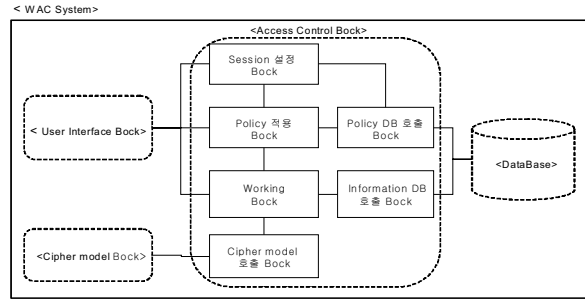 < WAC System>
<Access Control Bock>
Session 설정
Bock
< User Interface Bock>
Policy 적용
Bock
Policy DB 호출
Bock
<DataBase>
Working
Bock
Information DB
호출 Bock
<Cipher model Bock>
Cipher model
호출 Bock